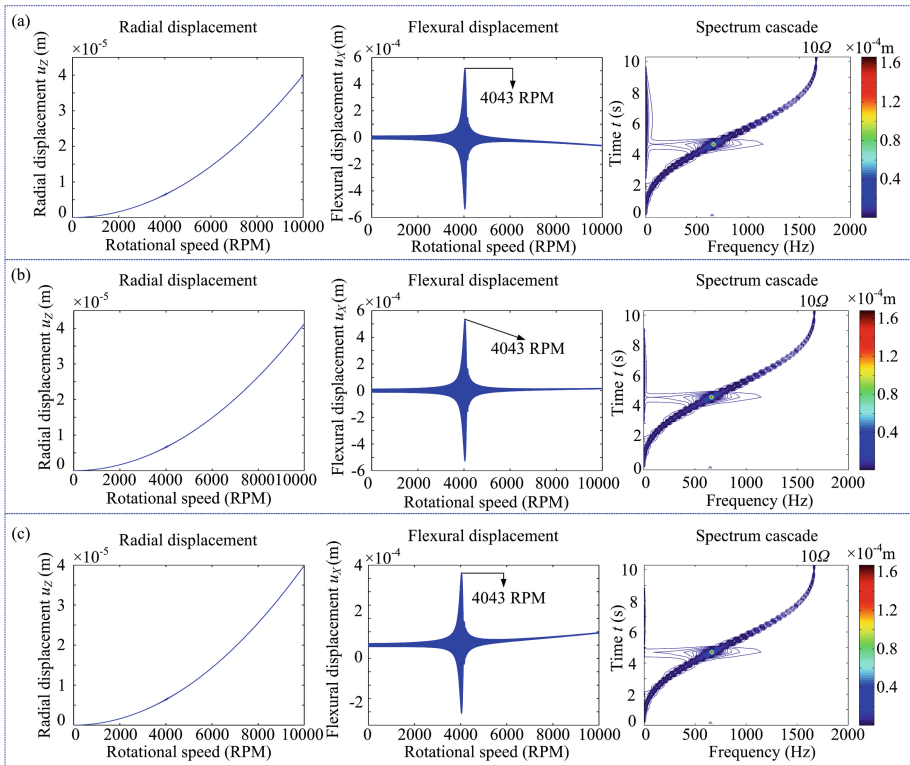 (a)
Radial displacement
×10⁻⁵
Radial displacement u_Z (m)
4
3
2
1
0
0 2000 4000 6000 8000 10000
Rotational speed (RPM)
Flexural displacement
×10⁻⁴
Flexural displacement u_X (m)
6
4
2
0
-2
-4
-6
4043 RPM
0 2000 4000 6000 8000 10000
Rotational speed (RPM)
Spectrum cascade
10Ω
×10⁻⁴m
Time t (s)
10
8
6
4
2
0
0 500 1000 1500 2000
Frequency (Hz)
1.6
1.2
0.8
0.4
(b)
Radial displacement
×10⁻⁵
Radial displacement u_Z (m)
4
3
2
1
0
0 2000 4000 6000 8000 10000
Rotational speed (RPM)
Flexural displacement
×10⁻⁴
Flexural displacement u_X (m)
6
4
2
0
-2
-4
-6
4043 RPM
0 2000 4000 6000 8000 10000
Rotational speed (RPM)
Spectrum cascade
10Ω
×10⁻⁴m
Time t (s)
10
8
6
4
2
0
0 500 1000 1500 2000
Frequency (Hz)
1.6
1.2
0.8
0.4
(c)
Radial displacement
×10⁻⁵
Radial displacement u_Z (m)
4
3
2
1
0
0 2000 4000 6000 8000 10000
Rotational speed (RPM)
Flexural displacement
×10⁻⁴
Flexural displacement u_X (m)
4
2
0
-2
4043 RPM
0 2000 4000 6000 8000 10000
Rotational speed (RPM)
Spectrum cascade
10Ω
×10⁻⁴m
Time t (s)
10
8
6
4
2
0
0 500 1000 1500 2000
Frequency (Hz)
1.6
1.2
0.8
0.4